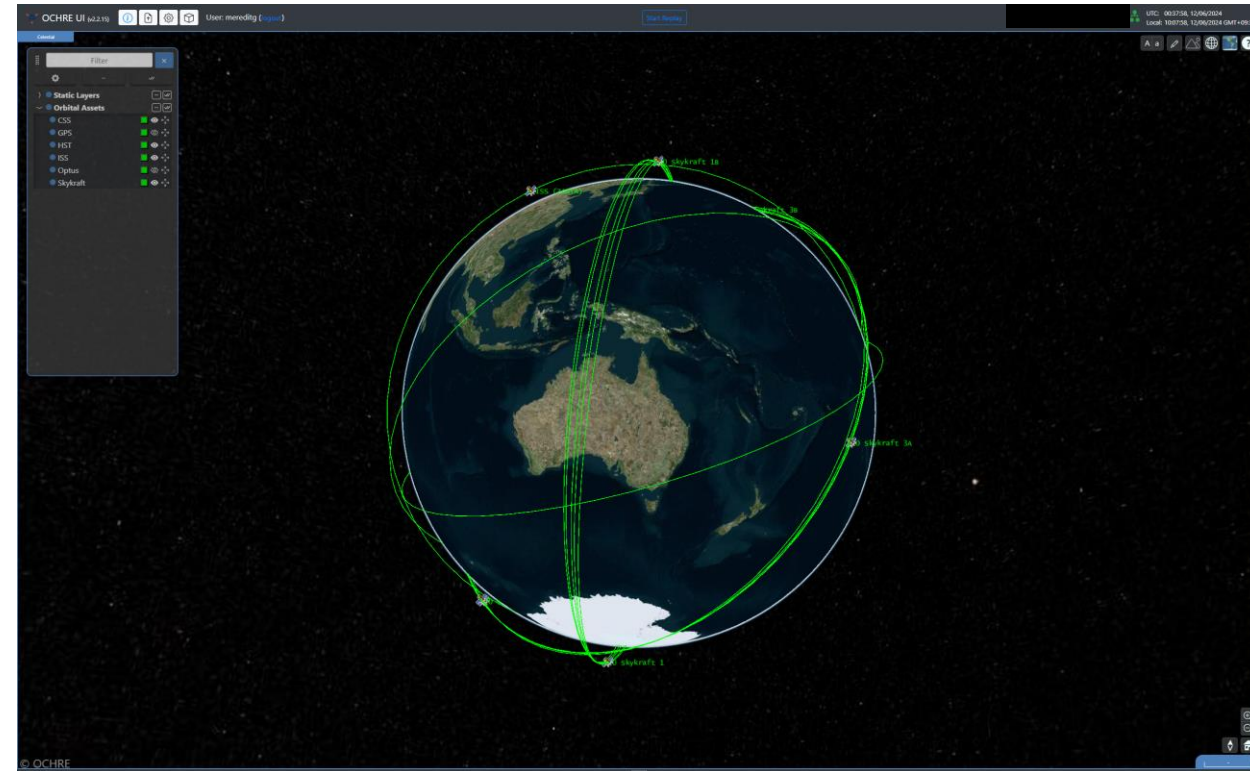 OCHRE UI (v2.2.15)
User: mereditg (logout)
Start Replay
UTC: 00:37:58, 12/06/2024
Local: 10:07:58, 12/06/2024 GMT+09:
Celestial
Filter
Static Layers
Orbital Assets
CSS
GPS
HST
ISS
Optus
Skykraft
skykraft 1B
ISS
3B
skykraft 3A
skykraft 1
© OCHRE